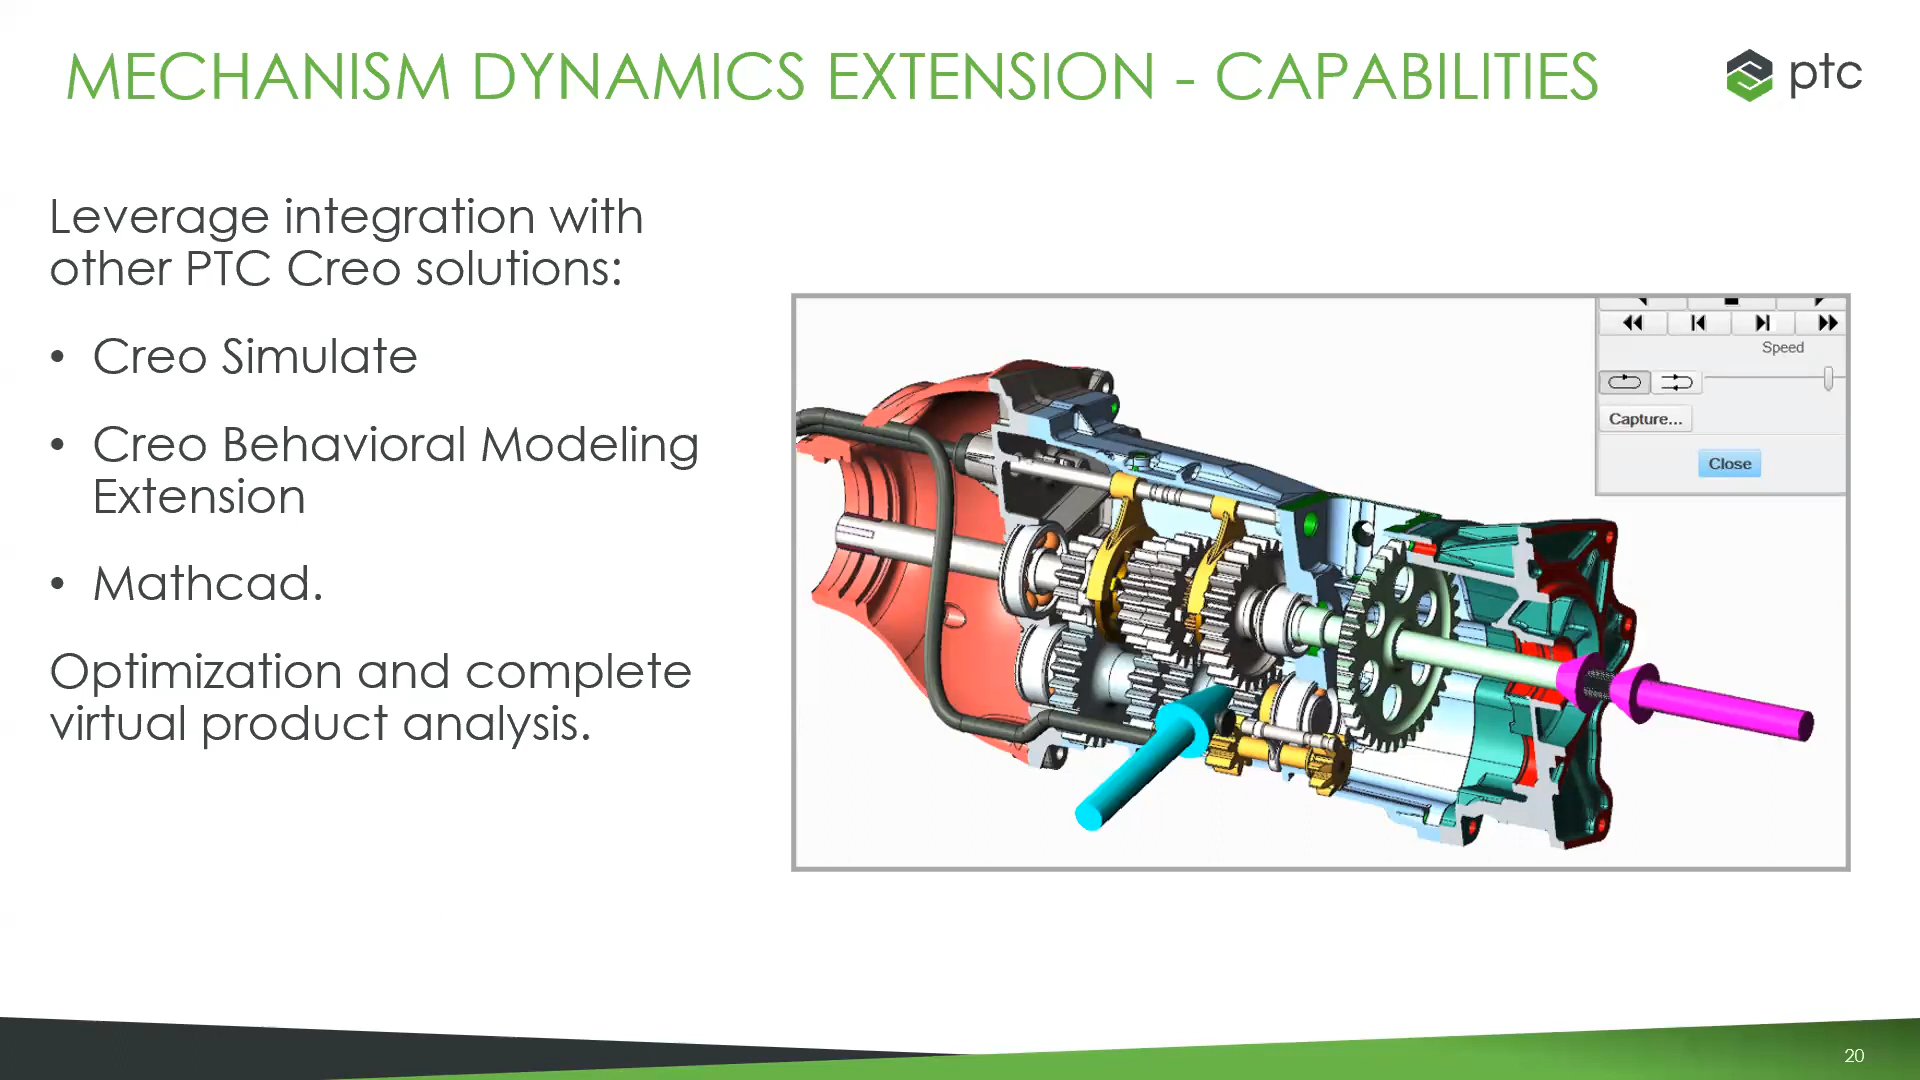 MECHANISM DYNAMICS EXTENSION - CAPABILITIES
ptc
Leverage integration with
other PTC Creo solutions:
• Creo Simulate
• Creo Behavioral Modeling
Extension
• Mathcad.
Optimization and complete
virtual product analysis.
Speed
Capture...
Close
20